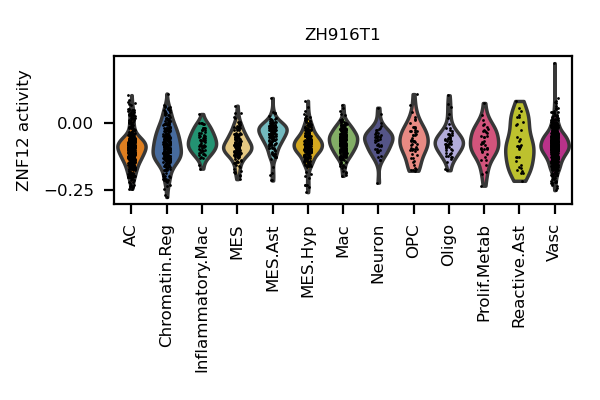 ZH916T1
ZNF12 activity
0.00
−0.25
AC
Chromatin.Reg
Inflammatory.Mac
MES
MES.Ast
MES.Hyp
Mac
Neuron
OPC
Oligo
Prolif.Metab
Reactive.Ast
Vasc